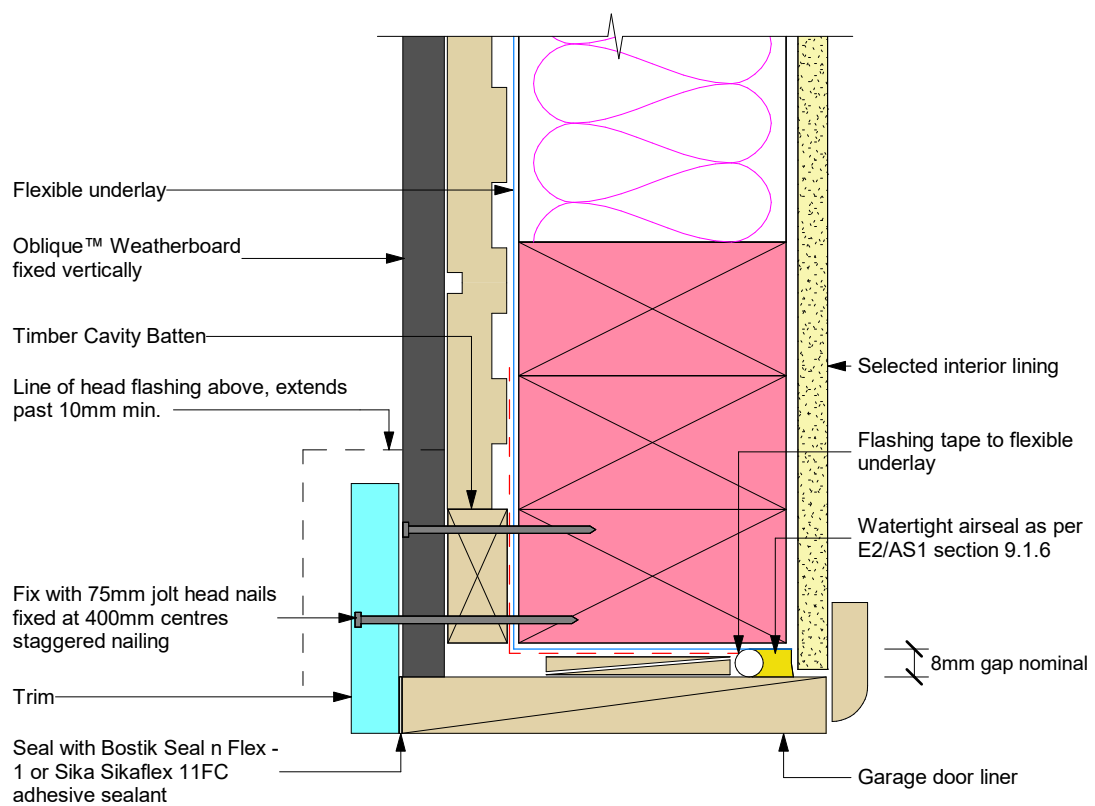 Flexible underlay
Oblique™ Weatherboard
fixed vertically
Timber Cavity Batten
Line of head flashing above, extends
past 10mm min.
Fix with 75mm jolt head nails
fixed at 400mm centres
staggered nailing
Trim
Seal with Bostik Seal n Flex -
1 or Sika Sikaflex 11FC
adhesive sealant
Selected interior lining
Flashing tape to flexible
underlay
Watertight airseal as per
E2/AS1 section 9.1.6
8mm gap nominal
Garage door liner